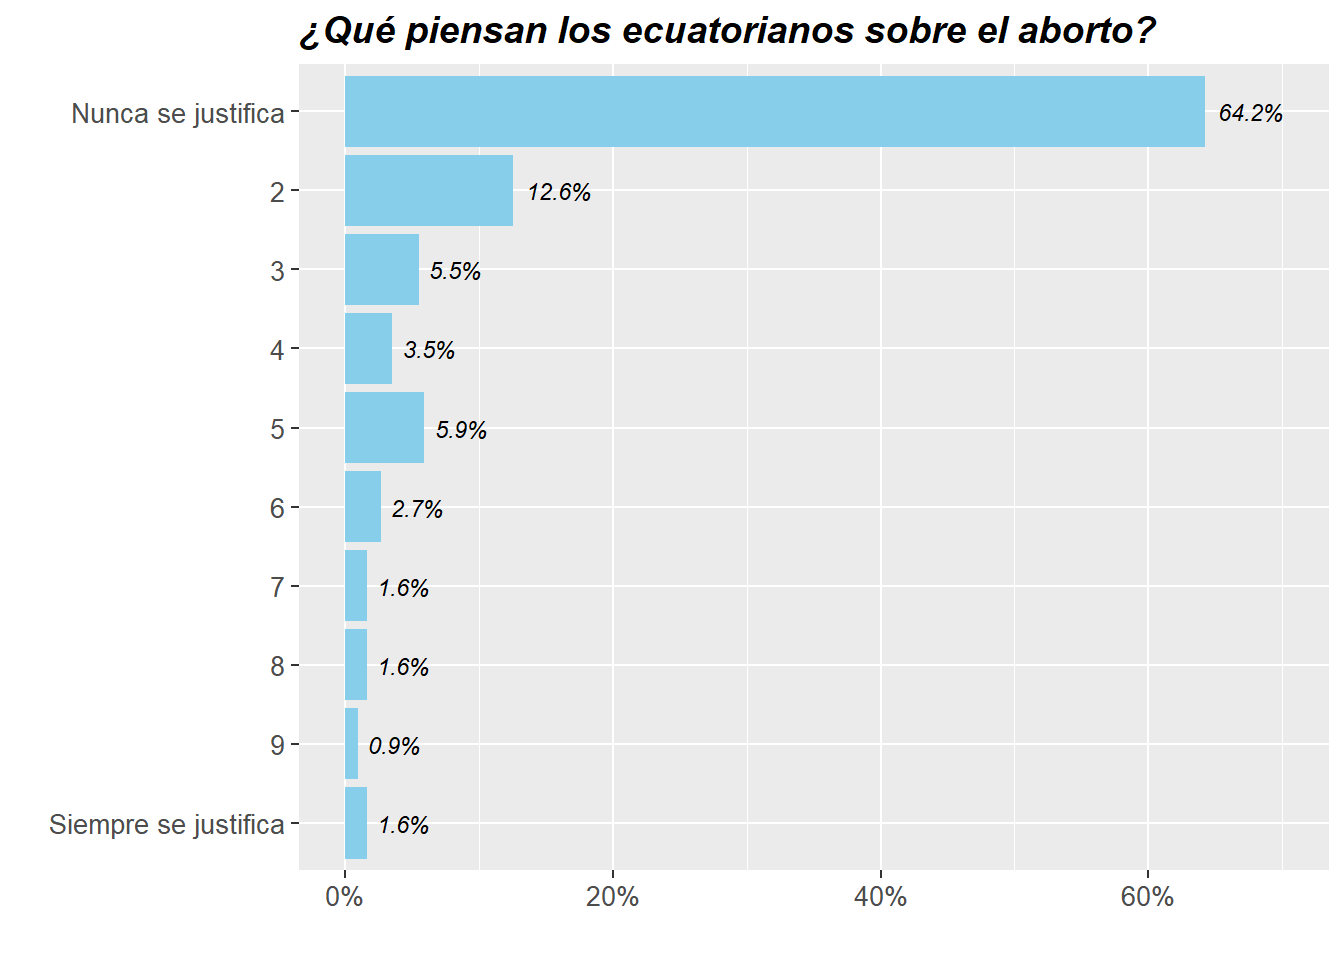 ¿Qué piensan los ecuatorianos sobre el aborto?
Nunca se justifica 64.2%
2 12.6%
3 5.5%
4 3.5%
5 5.9%
6 2.7%
7 1.6%
8 1.6%
9 0.9%
Siempre se justifica 1.6%
0% 20% 40% 60%